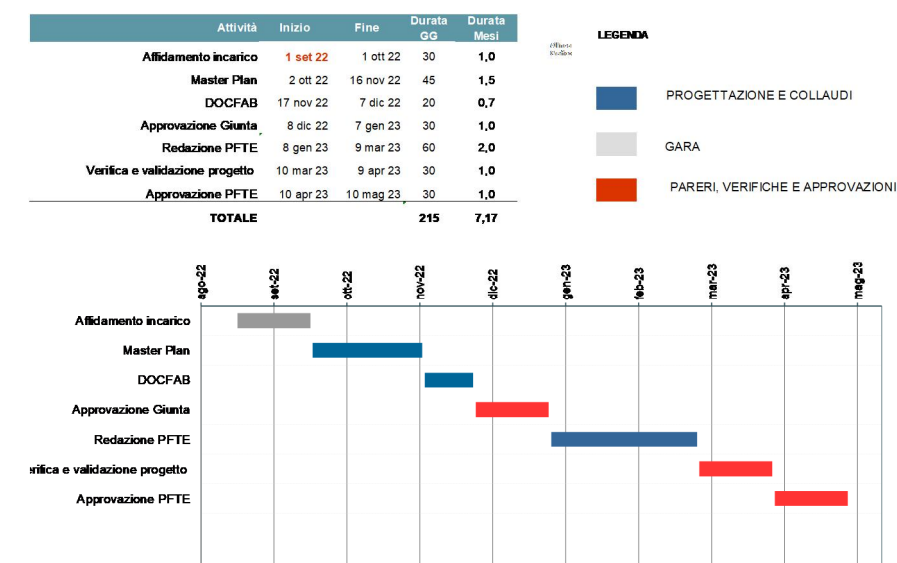 Attività Inizio Fine Durata GG Durata Mesi
Affidamento incarico 1 set 22 1 ott 22 30 1,0
Master Plan 2 ott 22 16 nov 22 45 1,5
DOCFAB 17 nov 22 7 dic 22 20 0,7
Approvazione Giunta 8 dic 22 7 gen 23 30 1,0
Redazione PFTE 8 gen 23 9 mar 23 60 2,0
Verifica e validazione progetto 10 mar 23 9 apr 23 30 1,0
Approvazione PFTE 10 apr 23 10 mag 23 30 1,0
TOTALE 215 7,17
LEGENDA
PROGETTAZIONE E COLLAUDI
GARA
PARERI, VERIFICHE E APPROVAZIONI
ago-22 set-22 ott-22 nov-22 dic-22 gen-23 feb-23 mar-23 apr-23 mag-23
Affidamento incarico
Master Plan
DOCFAB
Approvazione Giunta
Redazione PFTE
erifica e validazione progetto
Approvazione PFTE